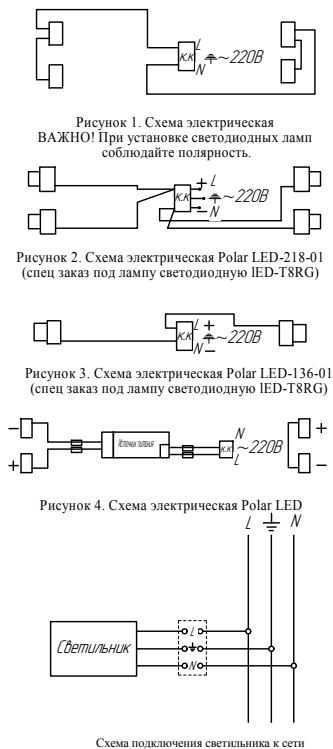 L
К.К ~220В
N
Рисунок 1. Схема электрическая
ВАЖНО! При установке светодиодных ламп
соблюдайте полярность.
+ L
К.К ~220В
− N
Рисунок 2. Схема электрическая Polar LED-218-01
(спец заказ под лампу светодиодную lED-T8RG)
L +
К.К ~220В
N −
Рисунок 3. Схема электрическая Polar LED-136-01
(спец заказ под лампу светодиодную lED-T8RG)
− N +
Источник питания К.К ~220В
+ L −
Рисунок 4. Схема электрическая Polar LED
L N
Светильник
L
N
Схема подключения светильника к сети